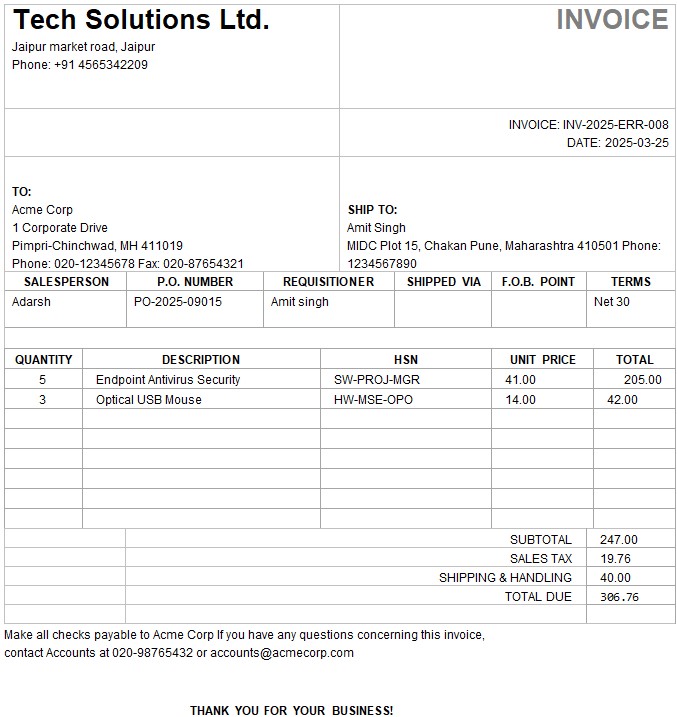 Tech Solutions Ltd.
INVOICE
Jaipur market road, Jaipur
Phone: +91 4565342209
INVOICE: INV-2025-ERR-008
DATE: 2025-03-25
TO:
Acme Corp
1 Corporate Drive
Pimpri-Chinchwad, MH 411019
Phone: 020-12345678 Fax: 020-87654321
SHIP TO:
Amit Singh
MIDC Plot 15, Chakan Pune, Maharashtra 410501 Phone:
1234567890
SALESPERSON P.O. NUMBER REQUISITIONER SHIPPED VIA F.O.B. POINT TERMS
Adarsh PO-2025-09015 Amit singh Net 30
QUANTITY DESCRIPTION HSN UNIT PRICE TOTAL
5 Endpoint Antivirus Security SW-PROJ-MGR 41.00 205.00
3 Optical USB Mouse HW-MSE-OPO 14.00 42.00
SUBTOTAL 247.00
SALES TAX 19.76
SHIPPING & HANDLING 40.00
TOTAL DUE 306.76
Make all checks payable to Acme Corp If you have any questions concerning this invoice,
contact Accounts at 020-98765432 or accounts@acmecorp.com
THANK YOU FOR YOUR BUSINESS!